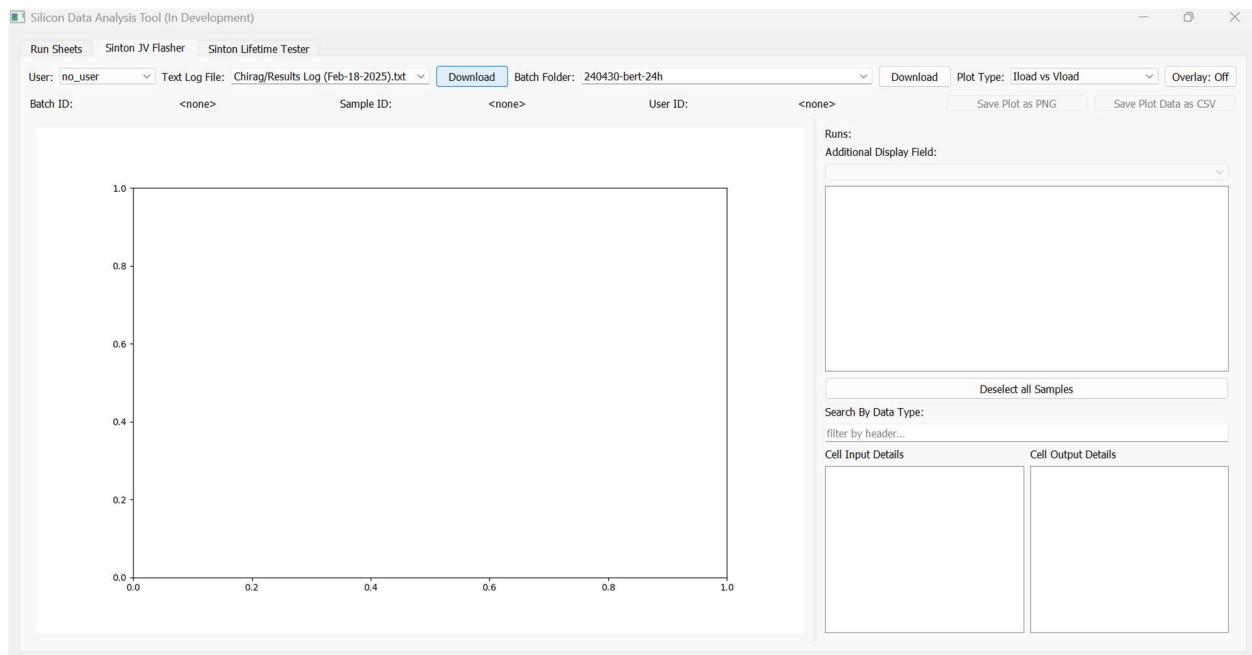 Silicon Data Analysis Tool (In Development)
Run Sheets Sinton JV Flasher Sinton Lifetime Tester
User: no_user Text Log File: Chirag/Results Log (Feb-18-2025).txt Download Batch Folder: 240430-bert-24h Download Plot Type: Iload vs Vload Overlay: Off
Batch ID: <none> Sample ID: <none> User ID: <none> Save Plot as PNG Save Plot Data as CSV
Runs:
Additional Display Field:
1.0
0.8
0.6
0.4
0.2
0.0
0.0 0.2 0.4 0.6 0.8 1.0
Deselect all Samples
Search By Data Type:
filter by header...
Cell Input Details Cell Output Details